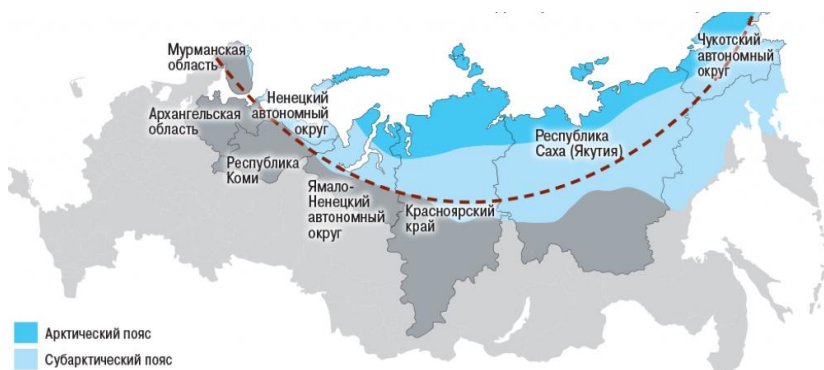 Мурманская
область
Чукотский
автономный
округ
Ненецкий
автономный
округ
Архангельская
область
Республика
Саха (Якутия)
Республика
Коми
Ямало-
Ненецкий
автономный
округ
Красноярский
край
Арктический пояс
Субарктический пояс